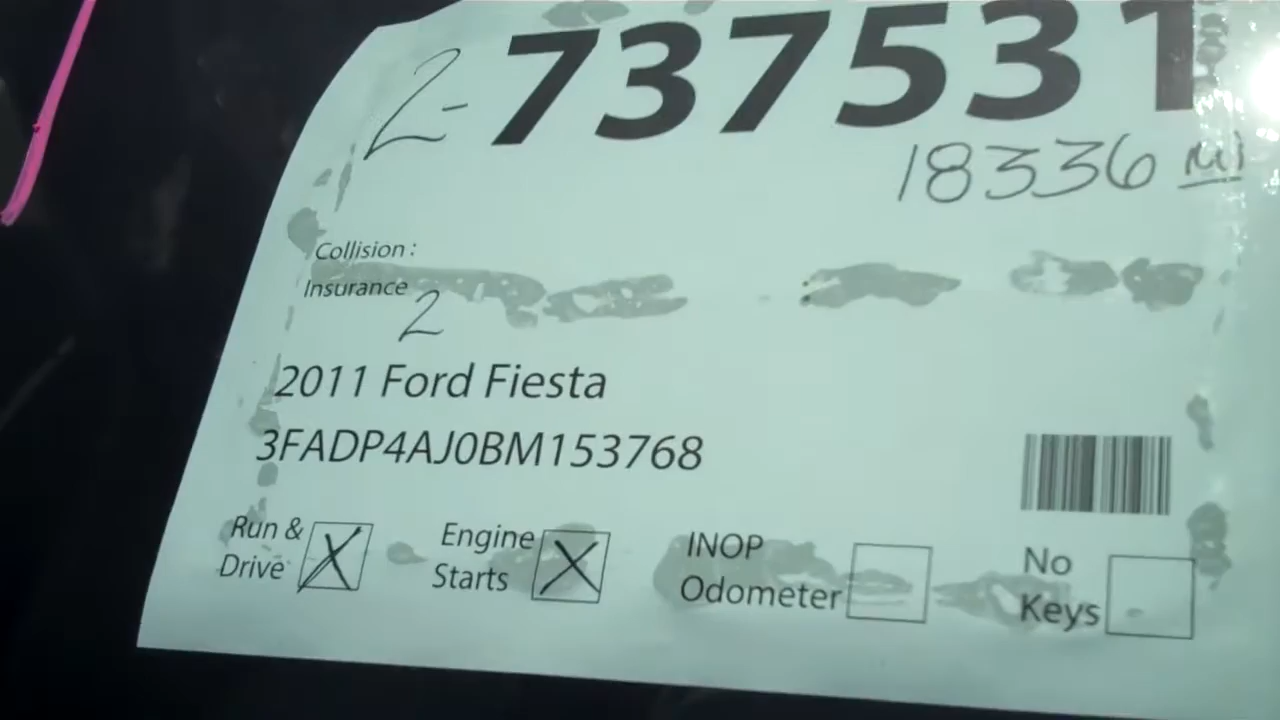 2- 737531
18336 MI
Collision :
Insurance 2
2011 Ford Fiesta
3FADP4AJ0BM153768
Run & Drive X Engine Starts X INOP Odometer No Keys